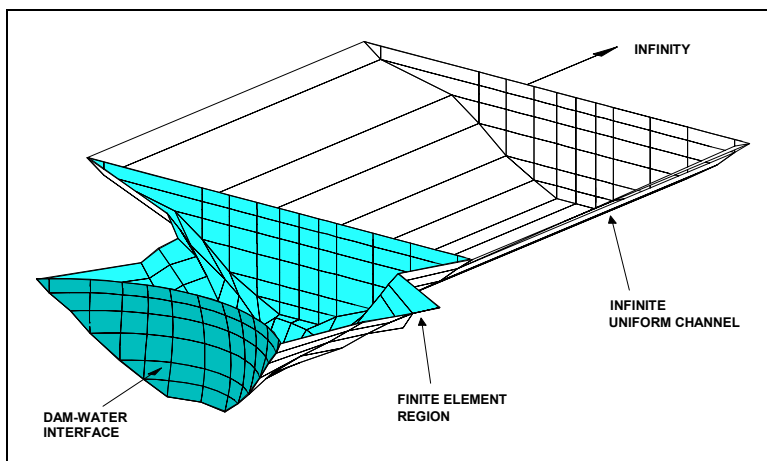 INFINITY
INFINITE
UNIFORM CHANNEL
FINITE ELEMENT
REGION
DAM-WATER
INTERFACE